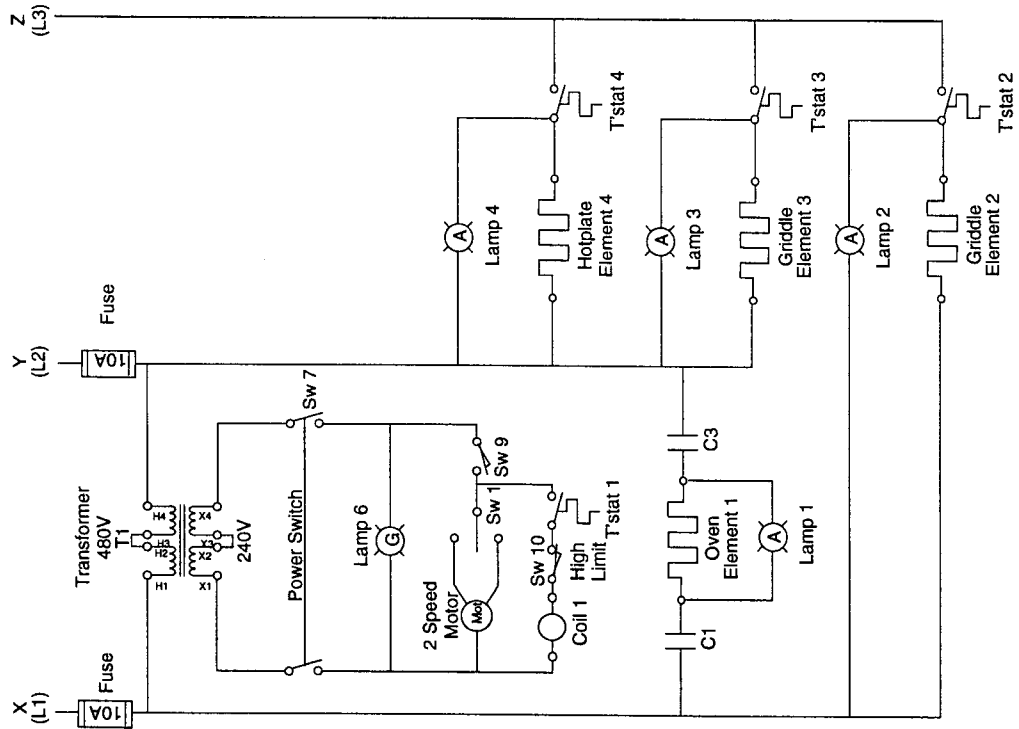 X
(L1)
10A
Fuse
Y
(L2)
10A
Fuse
Z
(L3)
Transformer
480V
T1
H1
H2
H3
H4
X1
X2
X3
X4
240V
Power Switch
Sw 7
Lamp 6
G
Sw 9
2 Speed
Motor
Mot
Sw 1
Coil 1
Sw 10
High
Limit
T'stat 1
C1
Oven
Element 1
A
Lamp 1
C3
A
Lamp 4
Hotplate
Element 4
T'stat 4
A
Lamp 3
Griddle
Element 3
T'stat 3
A
Lamp 2
Griddle
Element 2
T'stat 2